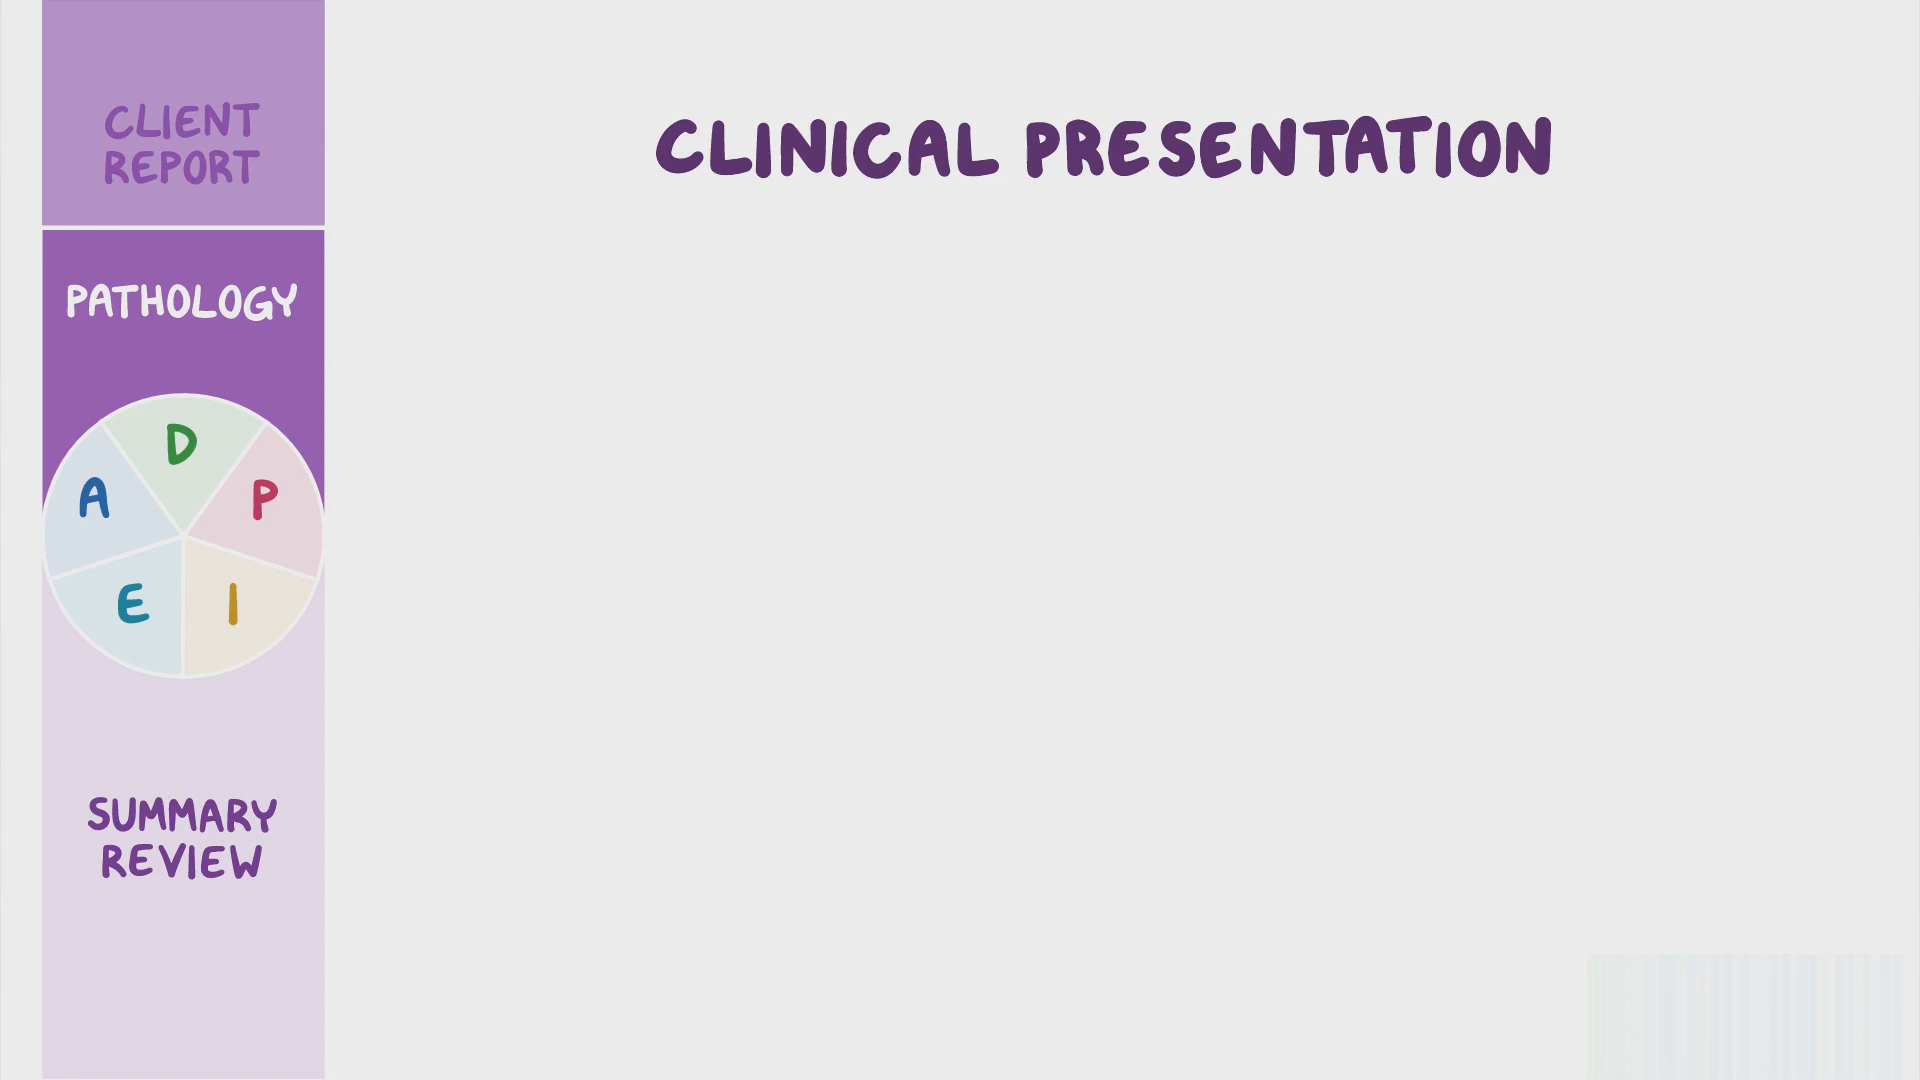 CLIENT
REPORT
CLINICAL PRESENTATION
PATHOLOGY
D
A
P
E
I
SUMMARY
REVIEW